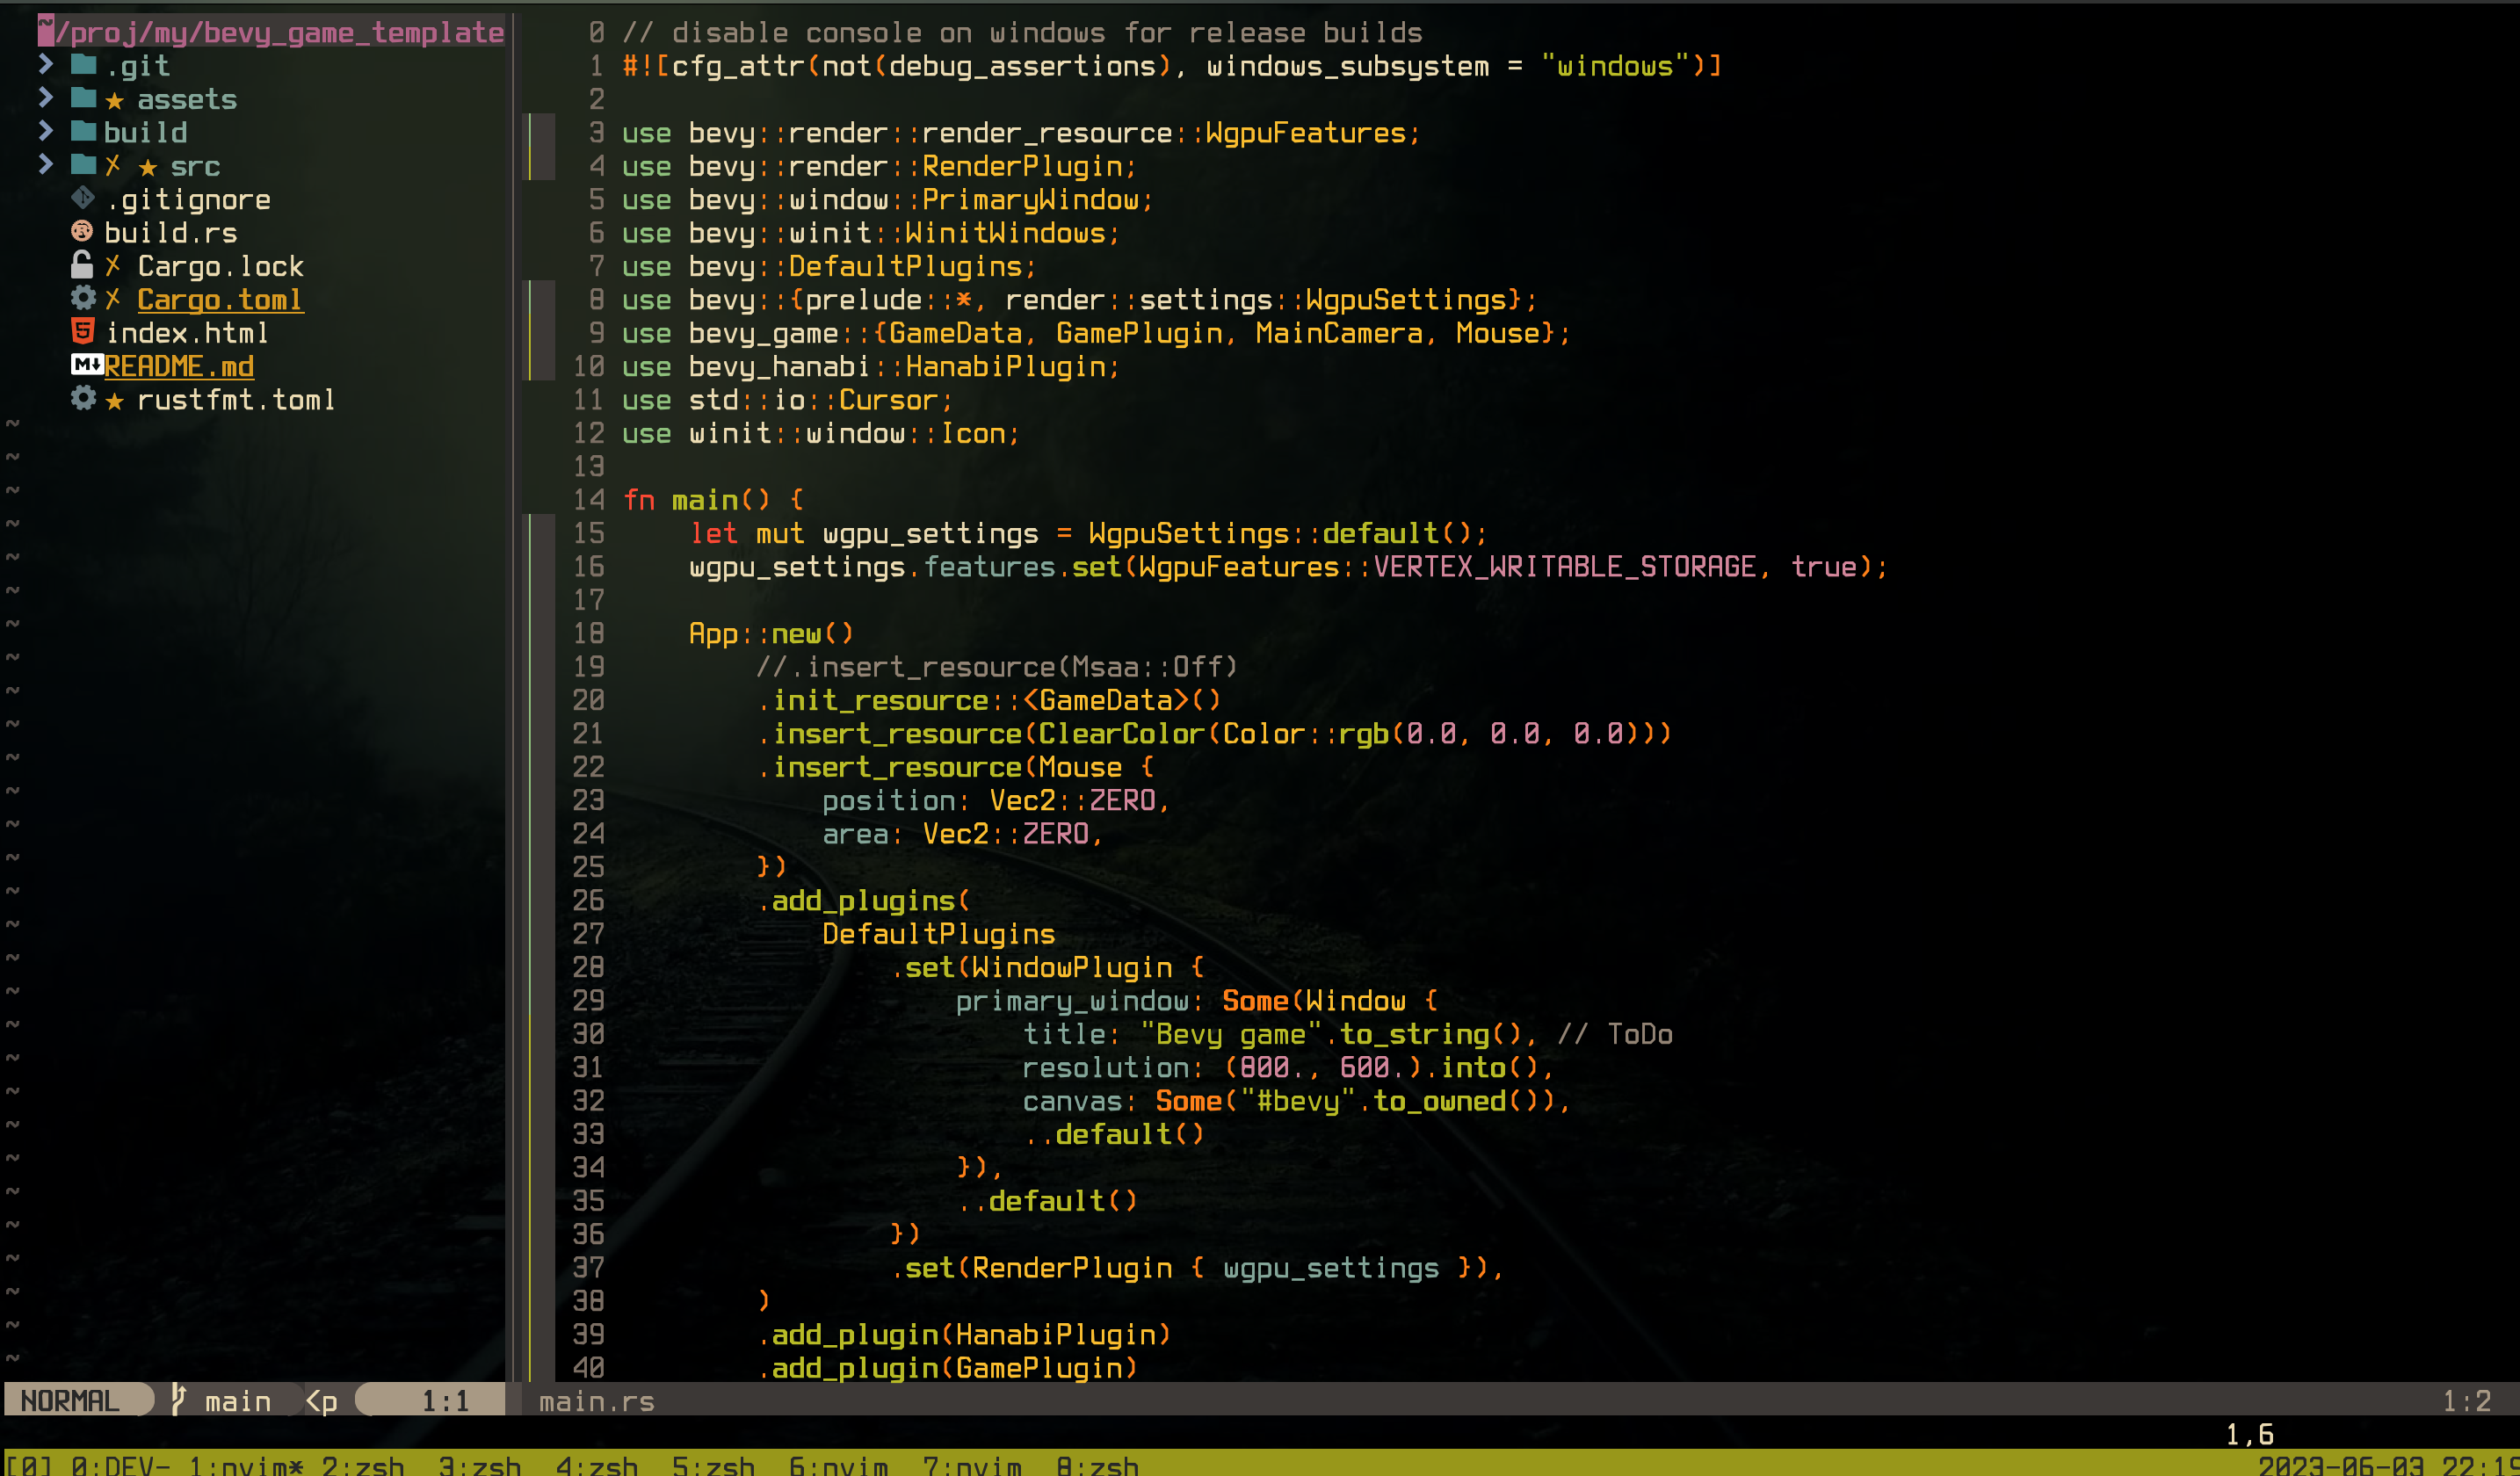 ~/proj/my/bevy_game_template
.git
★ assets
build
✗ ★ src
.gitignore
build.rs
✗ Cargo.lock
✗ Cargo.toml
index.html
README.md
★ rustfmt.toml
0 // disable console on windows for release builds
1 #![cfg_attr(not(debug_assertions), windows_subsystem = "windows")]
2
3 use bevy::render::render_resource::WgpuFeatures;
4 use bevy::render::RenderPlugin;
5 use bevy::window::PrimaryWindow;
6 use bevy::winit::WinitWindows;
7 use bevy::DefaultPlugins;
8 use bevy::{prelude::*, render::settings::WgpuSettings};
9 use bevy_game::{GameData, GamePlugin, MainCamera, Mouse};
10 use bevy_hanabi::HanabiPlugin;
11 use std::io::Cursor;
12 use winit::window::Icon;
13
14 fn main() {
15     let mut wgpu_settings = WgpuSettings::default();
16     wgpu_settings.features.set(WgpuFeatures::VERTEX_WRITABLE_STORAGE, true);
17
18     App::new()
19         //.insert_resource(Msaa::Off)
20         .init_resource::<GameData>()
21         .insert_resource(ClearColor(Color::rgb(0.0, 0.0, 0.0)))
22         .insert_resource(Mouse {
23             position: Vec2::ZERO,
24             area: Vec2::ZERO,
25         })
26         .add_plugins(
27             DefaultPlugins
28                 .set(WindowPlugin {
29                     primary_window: Some(Window {
30                         title: "Bevy game".to_string(), // ToDo
31                         resolution: (800., 600.).into(),
32                         canvas: Some("#bevy".to_owned()),
33                         ..default()
34                     }),
35                     ..default()
36                 })
37                 .set(RenderPlugin { wgpu_settings }),
38         )
39         .add_plugin(HanabiPlugin)
40         .add_plugin(GamePlugin)
NORMAL main <p 1:1 main.rs 1:2
1,6
[0] 0:DEV- 1:nvim* 2:zsh 3:zsh 4:zsh 5:zsh 6:nvim 7:nvim 8:zsh 2023-06-03 22:19